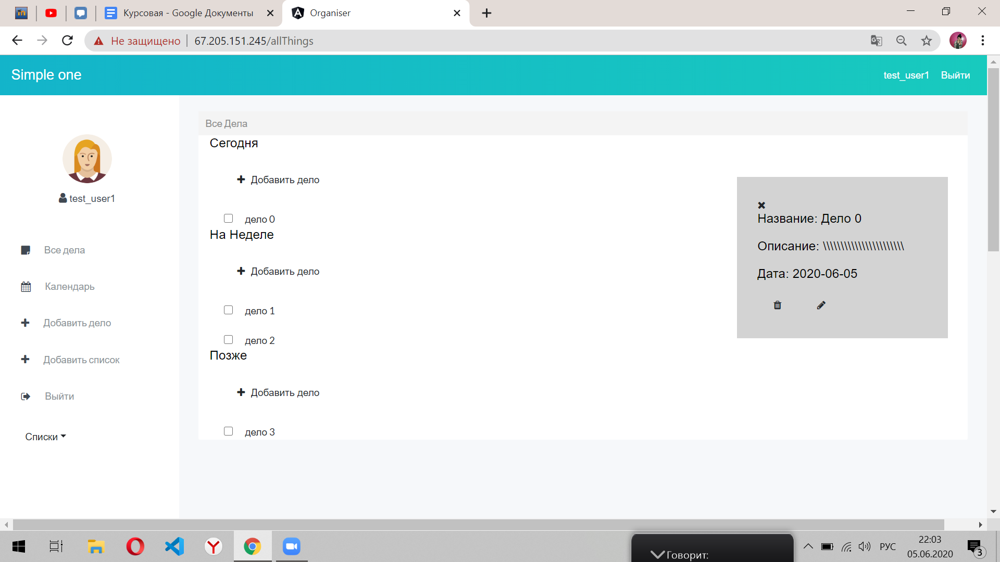 Курсовая - Google Документы
Organiser
Не защищено
67.205.151.245/allThings
Simple one
test_user1 Выйти
test_user1
Все дела
Календарь
Добавить дело
Добавить список
Выйти
Списки
Все Дела
Сегодня
Добавить дело
дело 0
На Неделе
Добавить дело
дело 1
дело 2
Позже
Добавить дело
дело 3
Название: Дело 0
Описание: \\\\\\\\\\\\\\\\\\\\\\\
Дата: 2020-06-05
Говорит:
РУС
22:03
05.06.2020
3